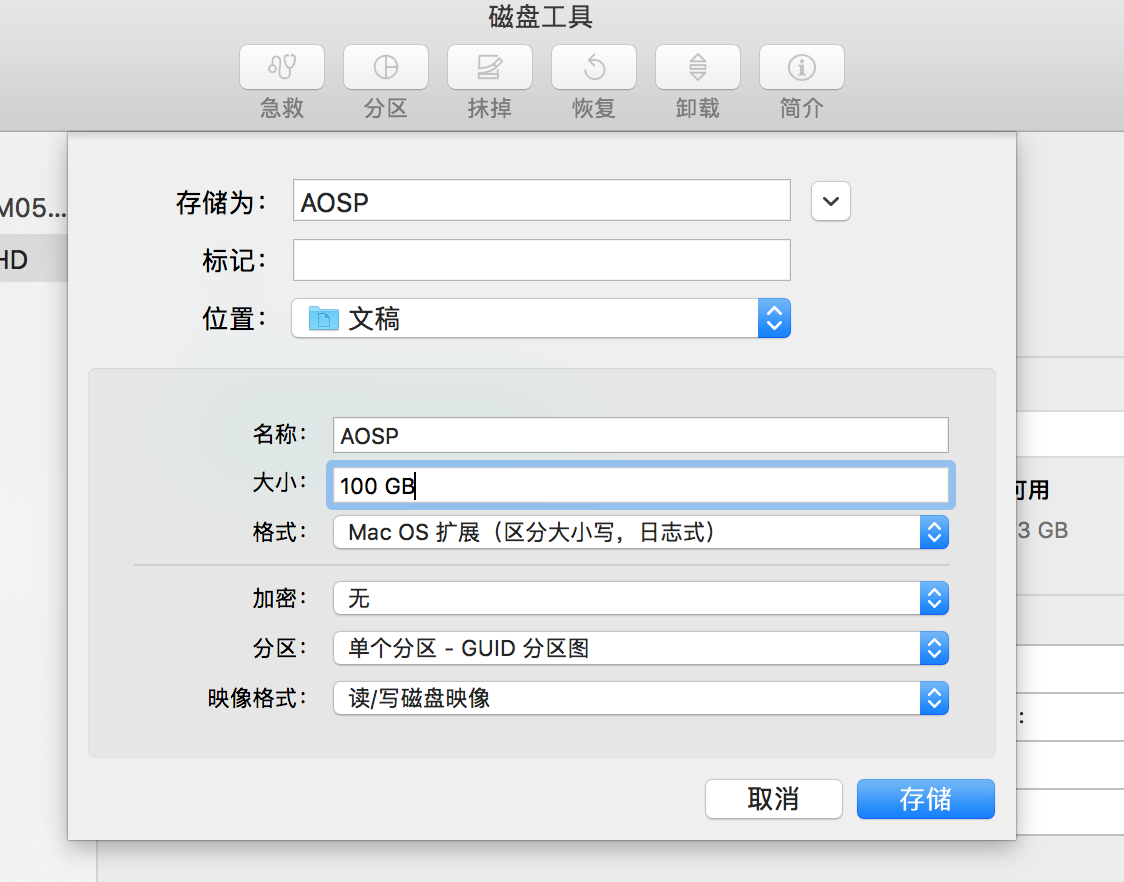 磁盘工具
急救 分区 抹掉 恢复 卸载 简介
存储为： AOSP
M05...
标记：
HD
位置： 文稿
名称： AOSP
大小： 100 GB
可用
格式： Mac OS 扩展（区分大小写，日志式）
3 GB
加密： 无
分区： 单个分区 - GUID 分区图
映像格式： 读/写磁盘映像
：
取消 存储